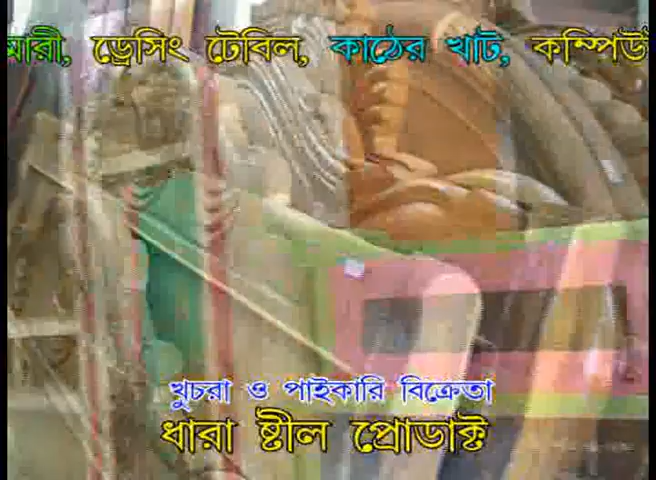 মারী, ড্রেসিং টেবিল, কাঠের খাট, কম্পিউ
খুচরা ও পাইকারি বিক্রেতা
ধারা ষ্টীল প্রোডাক্ট